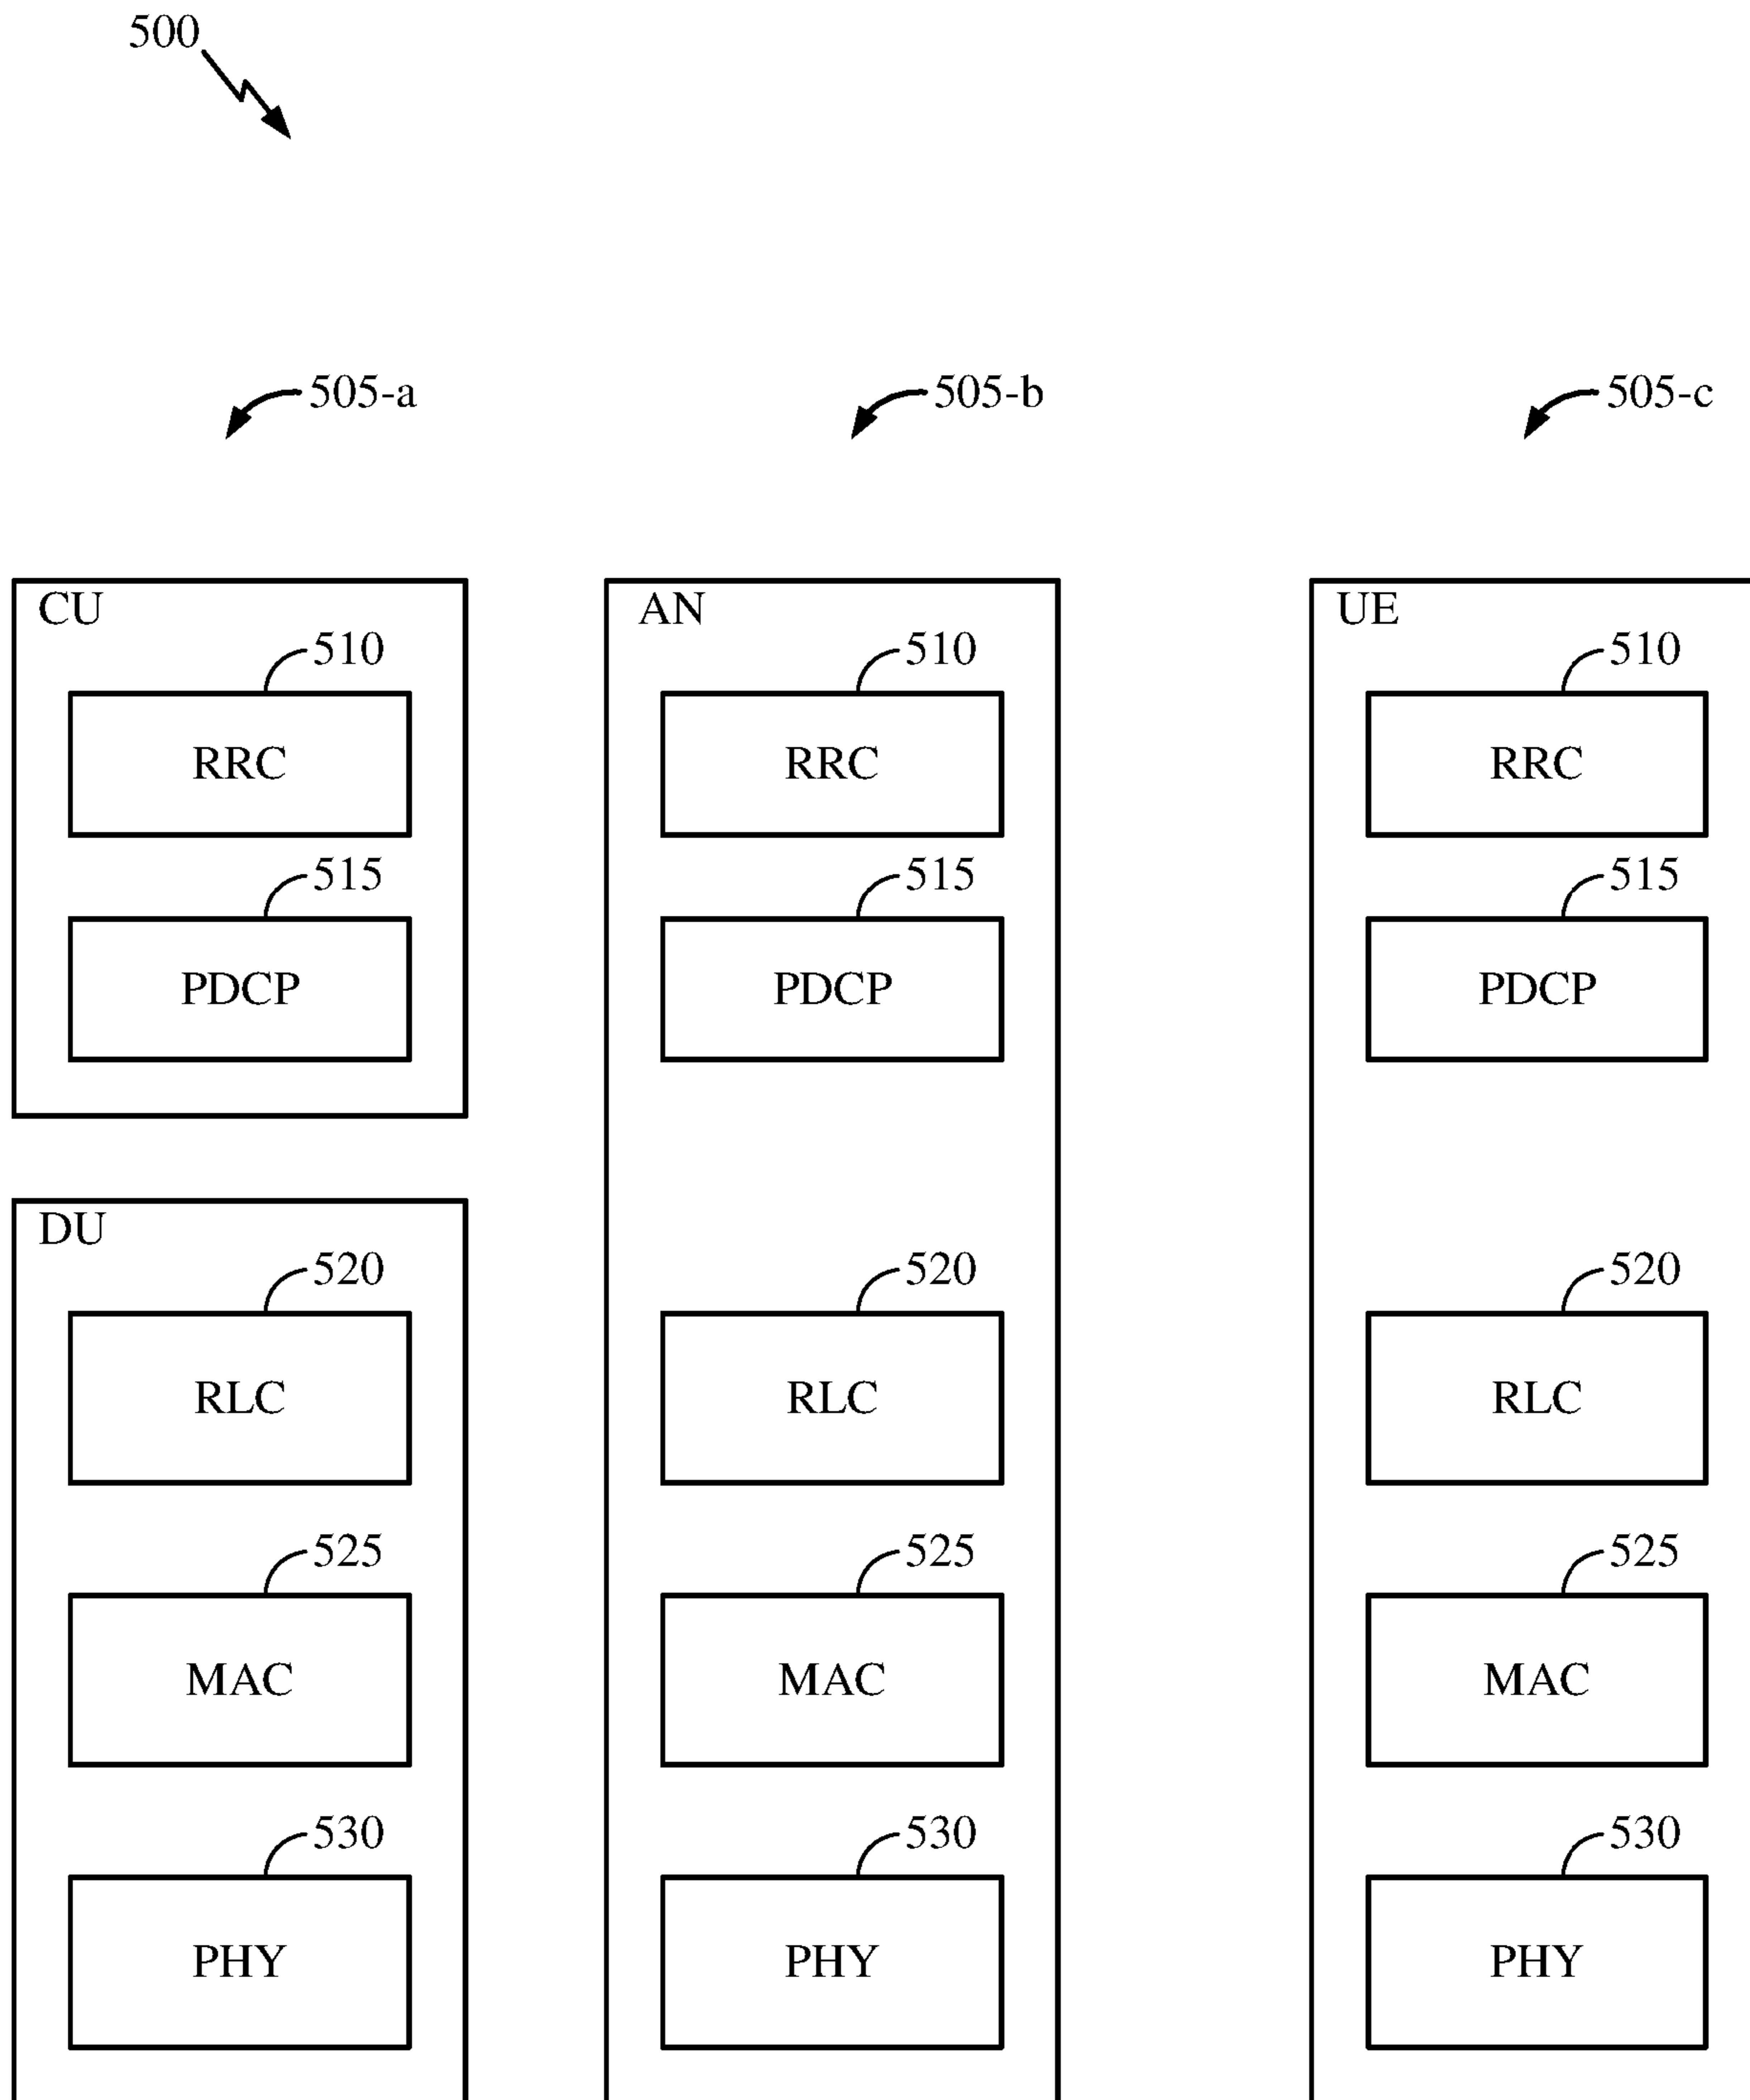 500
505-a 505-b 505-c
CU AN UE
510 510 510
RRC RRC RRC
515 515 515
PDCP PDCP PDCP
DU
520 520 520
RLC RLC RLC
525 525 525
MAC MAC MAC
530 530 530
PHY PHY PHY